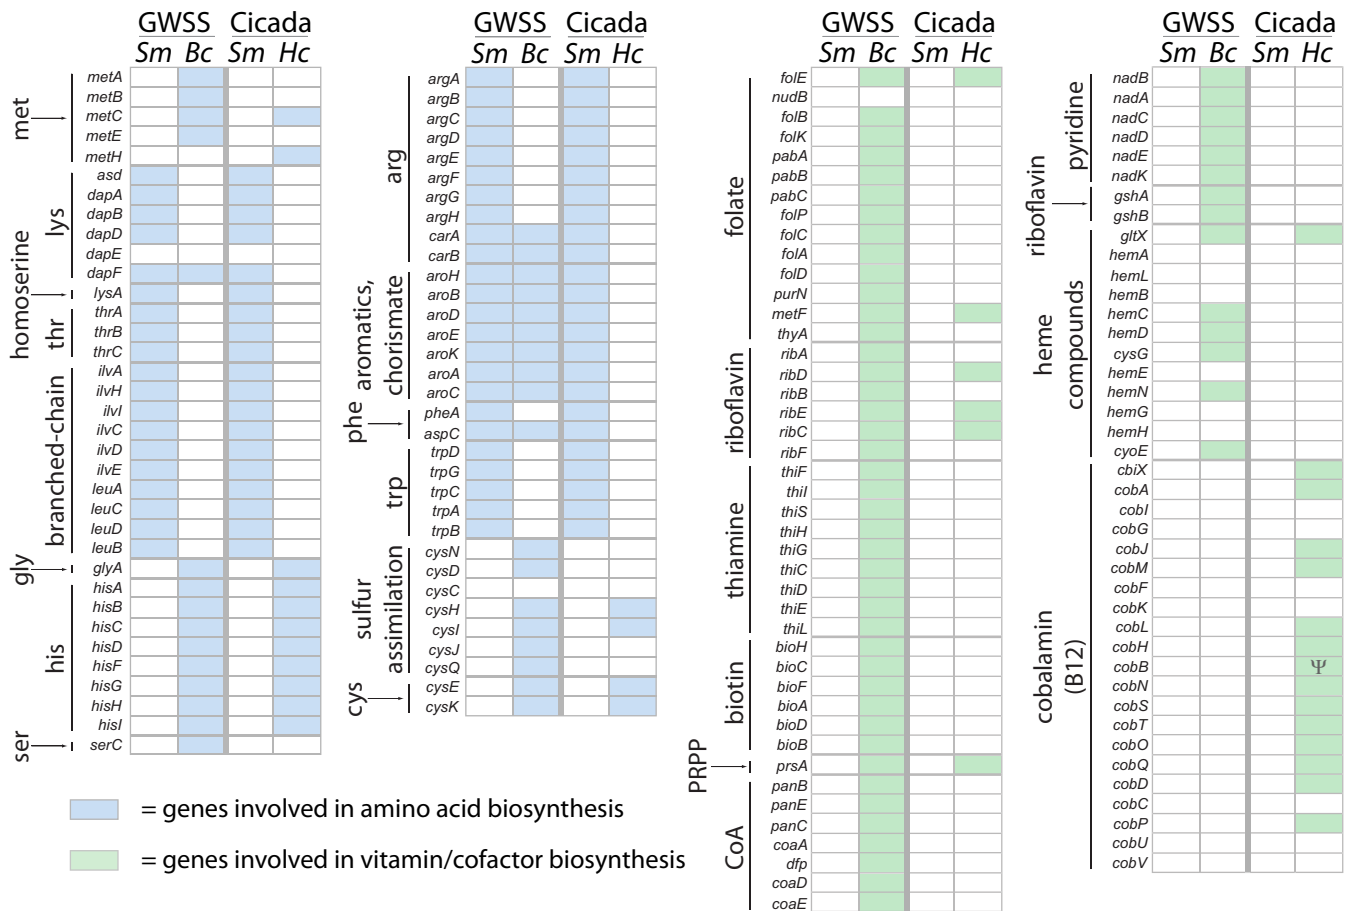 GWSS Cicada
Sm Bc Sm Hc
met
metA
metB
metC
metE
metH
lys
asd
dapA
dapB
dapD
dapE
dapF
homoserine
lysA
thr
thrA
thrB
thrC
branched-chain
ilvA
ilvH
ilvI
ilvC
ilvD
ilvE
leuA
leuC
leuD
leuB
gly
glyA
his
hisA
hisB
hisC
hisD
hisF
hisG
hisH
hisI
ser
serC
GWSS Cicada
Sm Bc Sm Hc
arg
argA
argB
argC
argD
argE
argF
argG
argH
carA
carB
aromatics,
chorismate
aroH
aroB
aroD
aroE
aroK
aroA
aroC
phe
pheA
aspC
trp
trpD
trpG
trpC
trpA
trpB
sulfur
assimilation
cysN
cysD
cysC
cysH
cysI
cysJ
cysQ
cys
cysE
cysK
= genes involved in amino acid biosynthesis
= genes involved in vitamin/cofactor biosynthesis
GWSS Cicada
Sm Bc Sm Hc
folate
folE
nudB
folB
folK
pabA
pabB
pabC
folP
folC
folA
folD
purN
metF
thyA
riboflavin
ribA
ribD
ribB
ribE
ribC
ribF
thiamine
thiF
thiI
thiS
thiH
thiG
thiC
thiD
thiE
thiL
biotin
bioH
bioC
bioF
bioA
bioD
bioB
PRPP
prsA
CoA
panB
panE
panC
coaA
dfp
coaD
coaE
GWSS Cicada
Sm Bc Sm Hc
pyridine
nadB
nadA
nadC
nadD
nadE
nadK
riboflavin
gshA
gshB
heme
compounds
gltX
hemA
hemL
hemB
hemC
hemD
cysG
hemE
hemN
hemG
hemH
cyoE
cobalamin
(B12)
cbiX
cobA
cobI
cobG
cobJ
cobM
cobF
cobK
cobL
cobH
cobB Ψ
cobN
cobS
cobT
cobO
cobQ
cobD
cobC
cobP
cobU
cobV